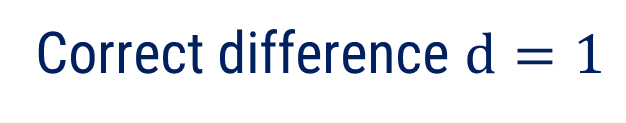 Correct difference d = 1